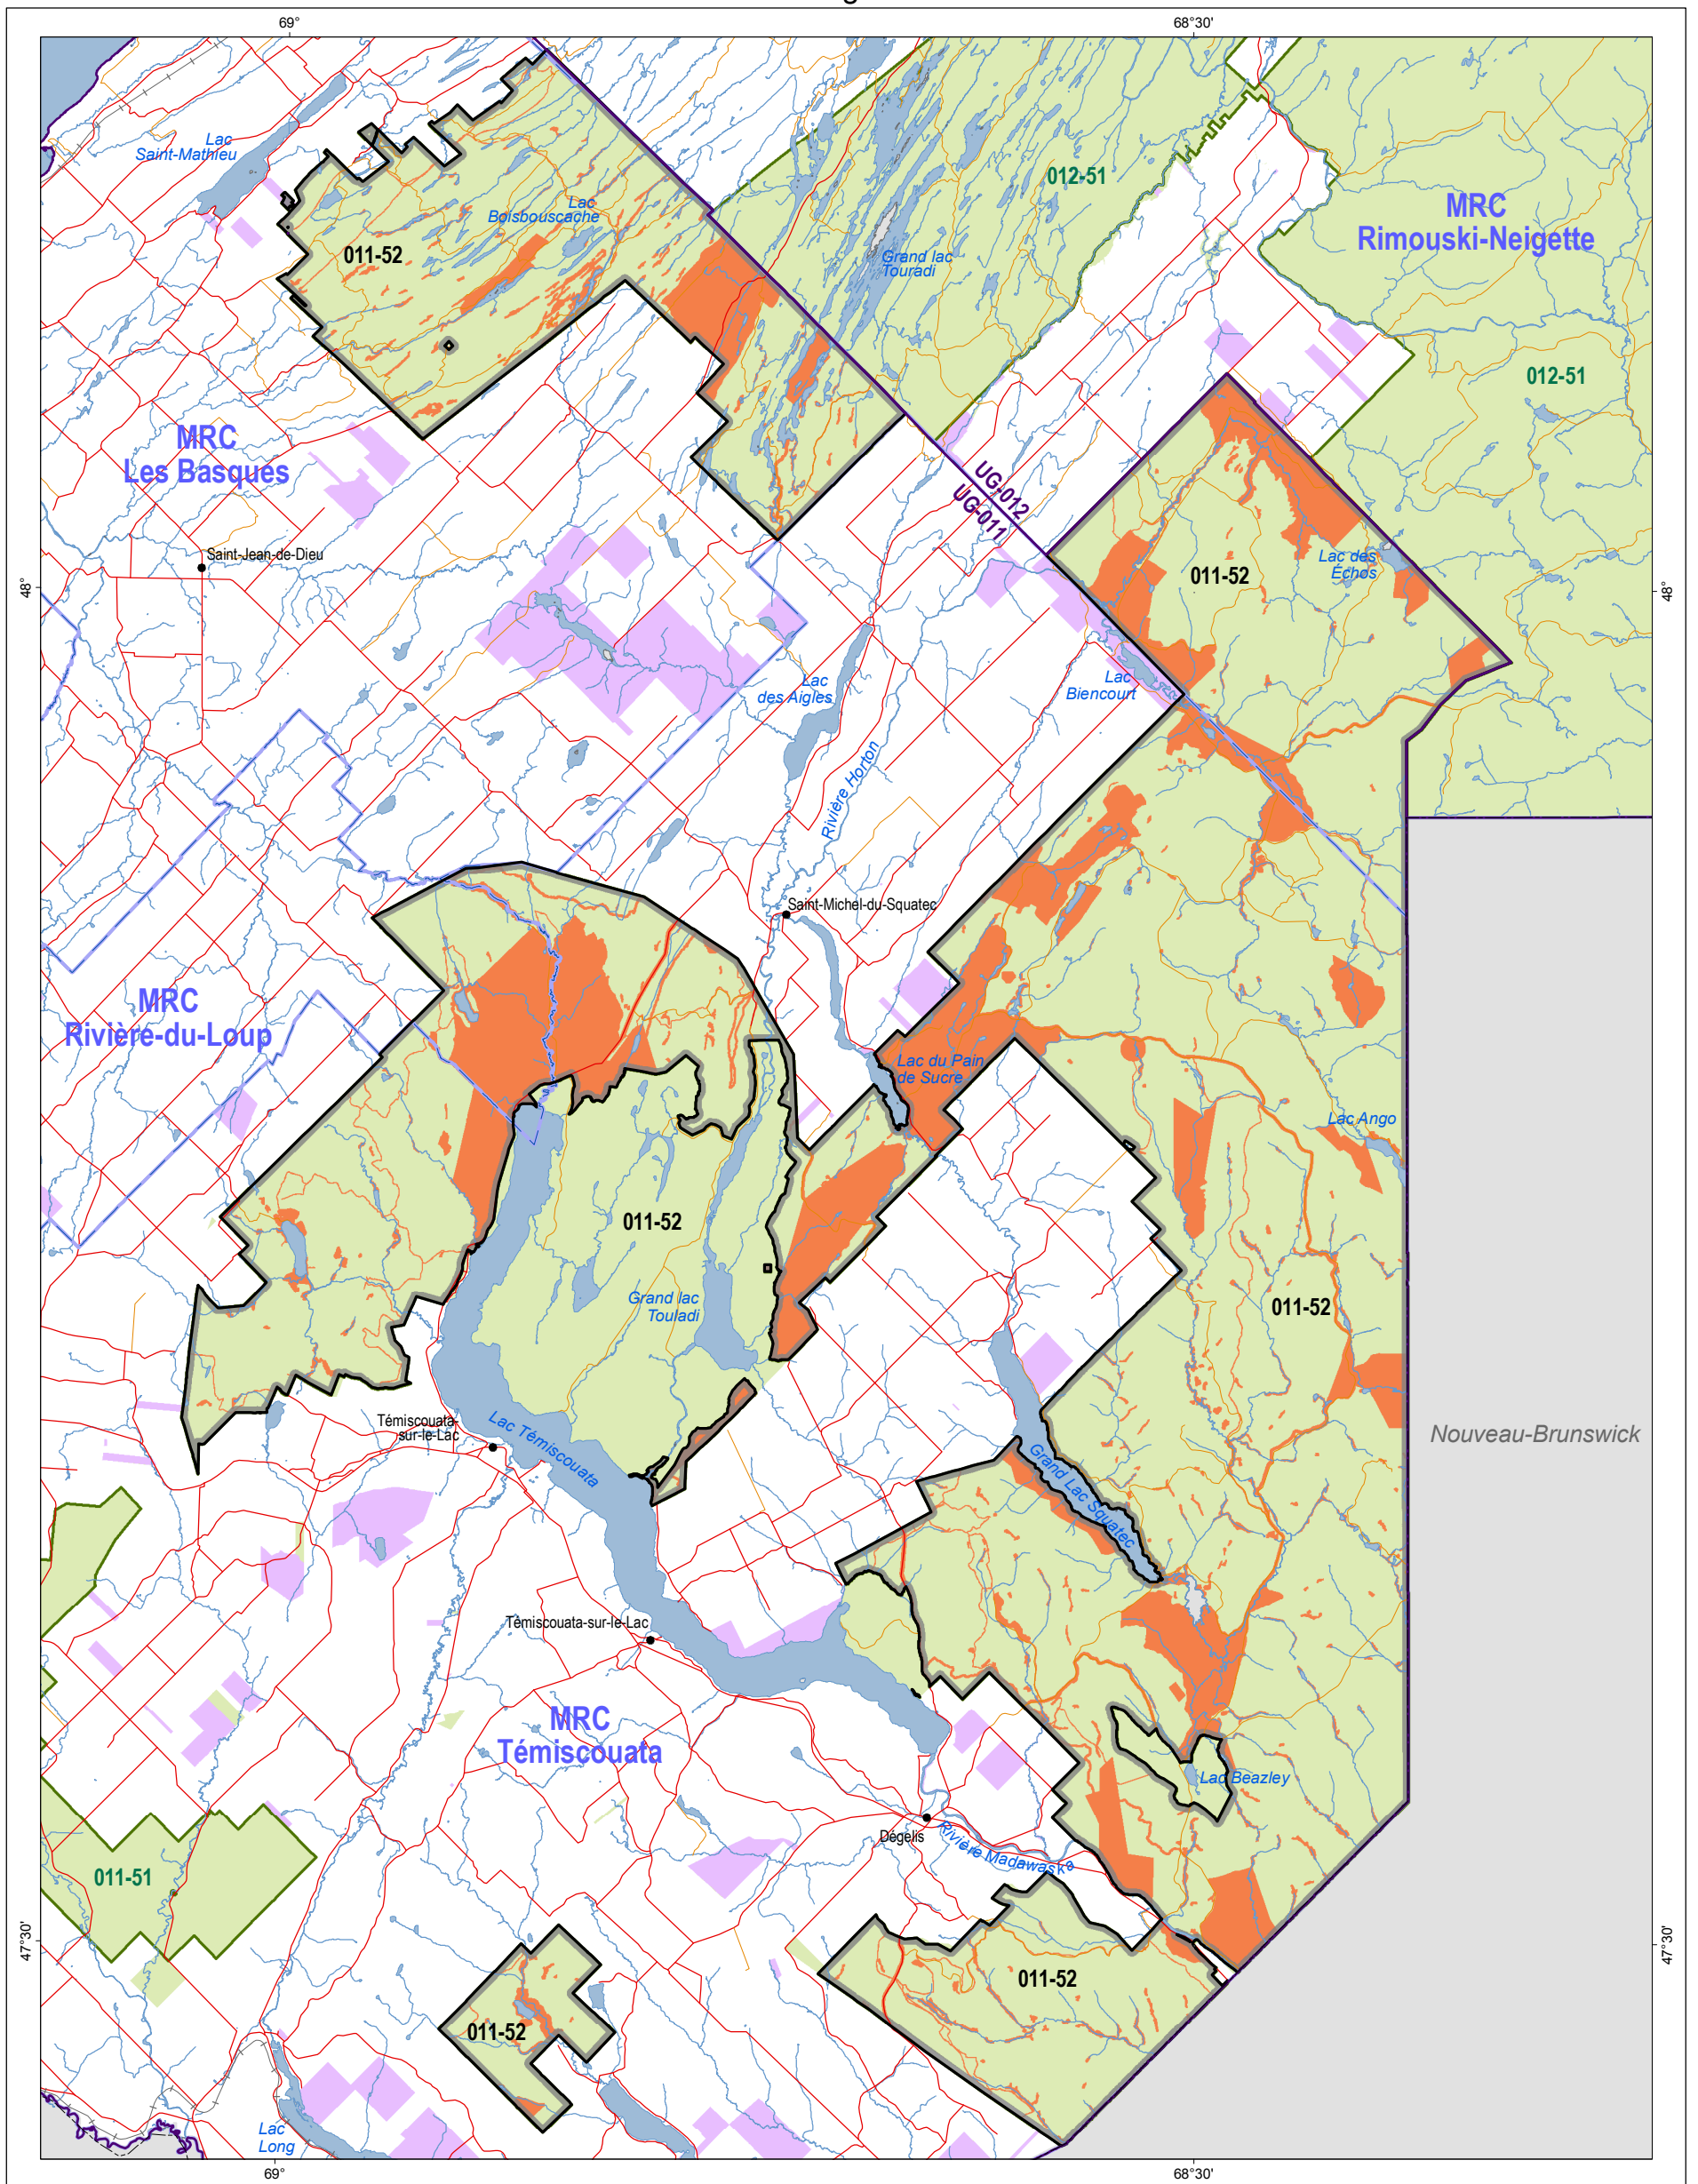 69°
68°30'
Lac
Saint-Mathieu
Lac
Boisbouscache
011-52
012-51
MRC
Rimouski-Neigette
Grand lac
Touradi
012-51
MRC
Les Basques
UG-012
UG-011
Saint-Jean-de-Dieu
Lac des
Échos
011-52
48°
48°
Lac
des Aigles
Lac
Biencourt
Rivière Horton
Saint-Michel-du-Squatec
MRC
Rivière-du-Loup
Lac du Pain
de Sucre
Lac Ango
011-52
Grand lac
Touladi
011-52
Témiscouata-
sur-le-Lac
Lac Témiscouata
Grand Lac Squatec
Nouveau-Brunswick
Témiscouata-sur-le-Lac
MRC
Témiscouata
Lac Beazley
Dégelis
Rivière Madawaska
011-51
47°30'
47°30'
011-52
011-52
Lac
Long
69°
68°30'